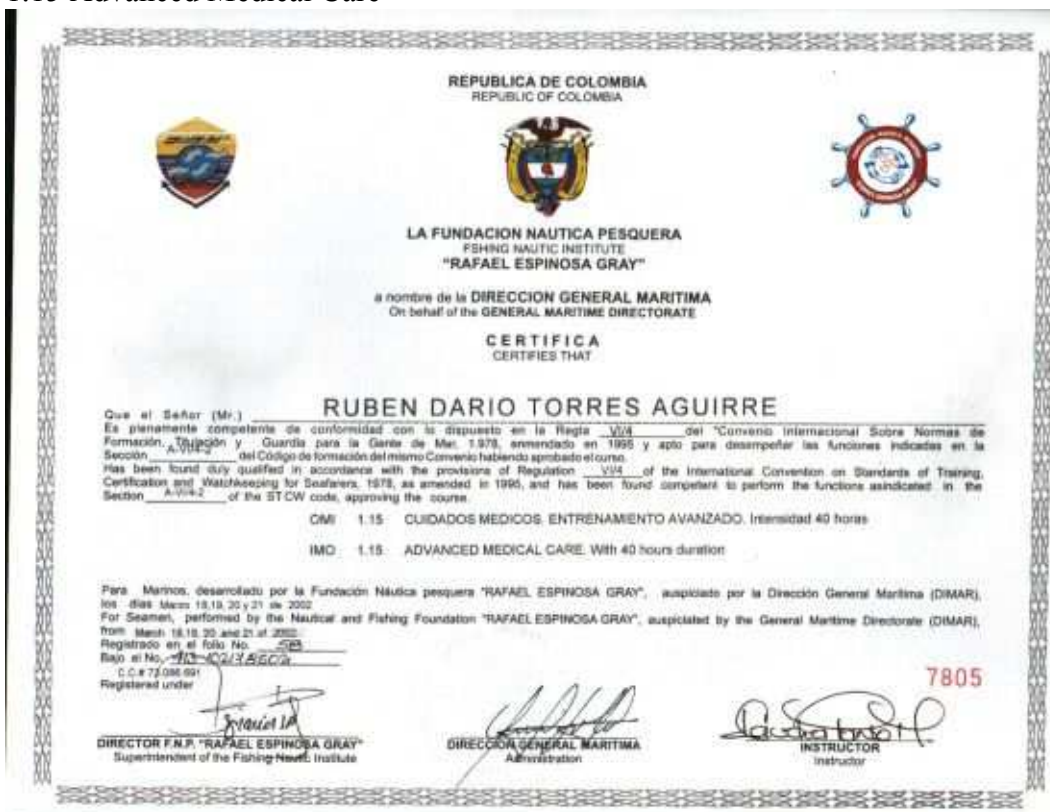 1.15 Advanced Medical Care
REPUBLICA DE COLOMBIA
REPUBLIC OF COLOMBIA
LA FUNDACION NAUTICA PESQUERA
FSHING NAUTIC INSTITUTE
"RAFAEL ESPINOSA GRAY"
a nombre de la DIRECCION GENERAL MARITIMA
On behalf of the GENERAL MARITIME DIRECTORATE
CERTIFICA
CERTIFIES THAT
Que el Señor (Mr.) RUBEN DARIO TORRES AGUIRRE
Es plenamente competente de conformidad con lo dispuesto en la Regla VI/4 del "Convenio Internacional Sobre Normas de
Formación, Titulación y Guardia para la Gente de Mar, 1.978, enmendado en 1995 y apto para desempeñar las funciones indicadas en la
Sección A-VI/4-2 del Código de formación del mismo Convenio habiendo aprobado el curso.
Has been found duly qualified in accordance with the provisions of Regulation VI/4 of the International Convention on Standards of Training,
Certification and Watchkeeping for Seafarers, 1978, as amended in 1995, and has been found competent to perform the functions asindicated in the
Section A-VI/4-2 of the STCW code, approving the course.
OMI 1.15 CUIDADOS MEDICOS. ENTRENAMIENTO AVANZADO. Intensidad 40 horas
IMO 1.15 ADVANCED MEDICAL CARE. With 40 hours duration
Para Marinos, desarrollado por la Fundación Náutica pesquera "RAFAEL ESPINOSA GRAY", auspiciado por la Dirección General Marítima (DIMAR),
los días Marzo 18,19, 20 y 21 de 2002
For Seamen, performed by the Nautical and Fishing Foundation "RAFAEL ESPINOSA GRAY", auspiciated by the General Maritime Directorate (DIMAR),
from March 18,19, 20 and 21 of 2002
Registrado en el folio No.
Bajo el No.
C.C.# 73.086.691
Registered under
7805
DIRECTOR F.N.P. "RAFAEL ESPINOSA GRAY"
Superintendent of the Fishing Nautic Institute
DIRECCION GENERAL MARITIMA
Administration
INSTRUCTOR
Instructor